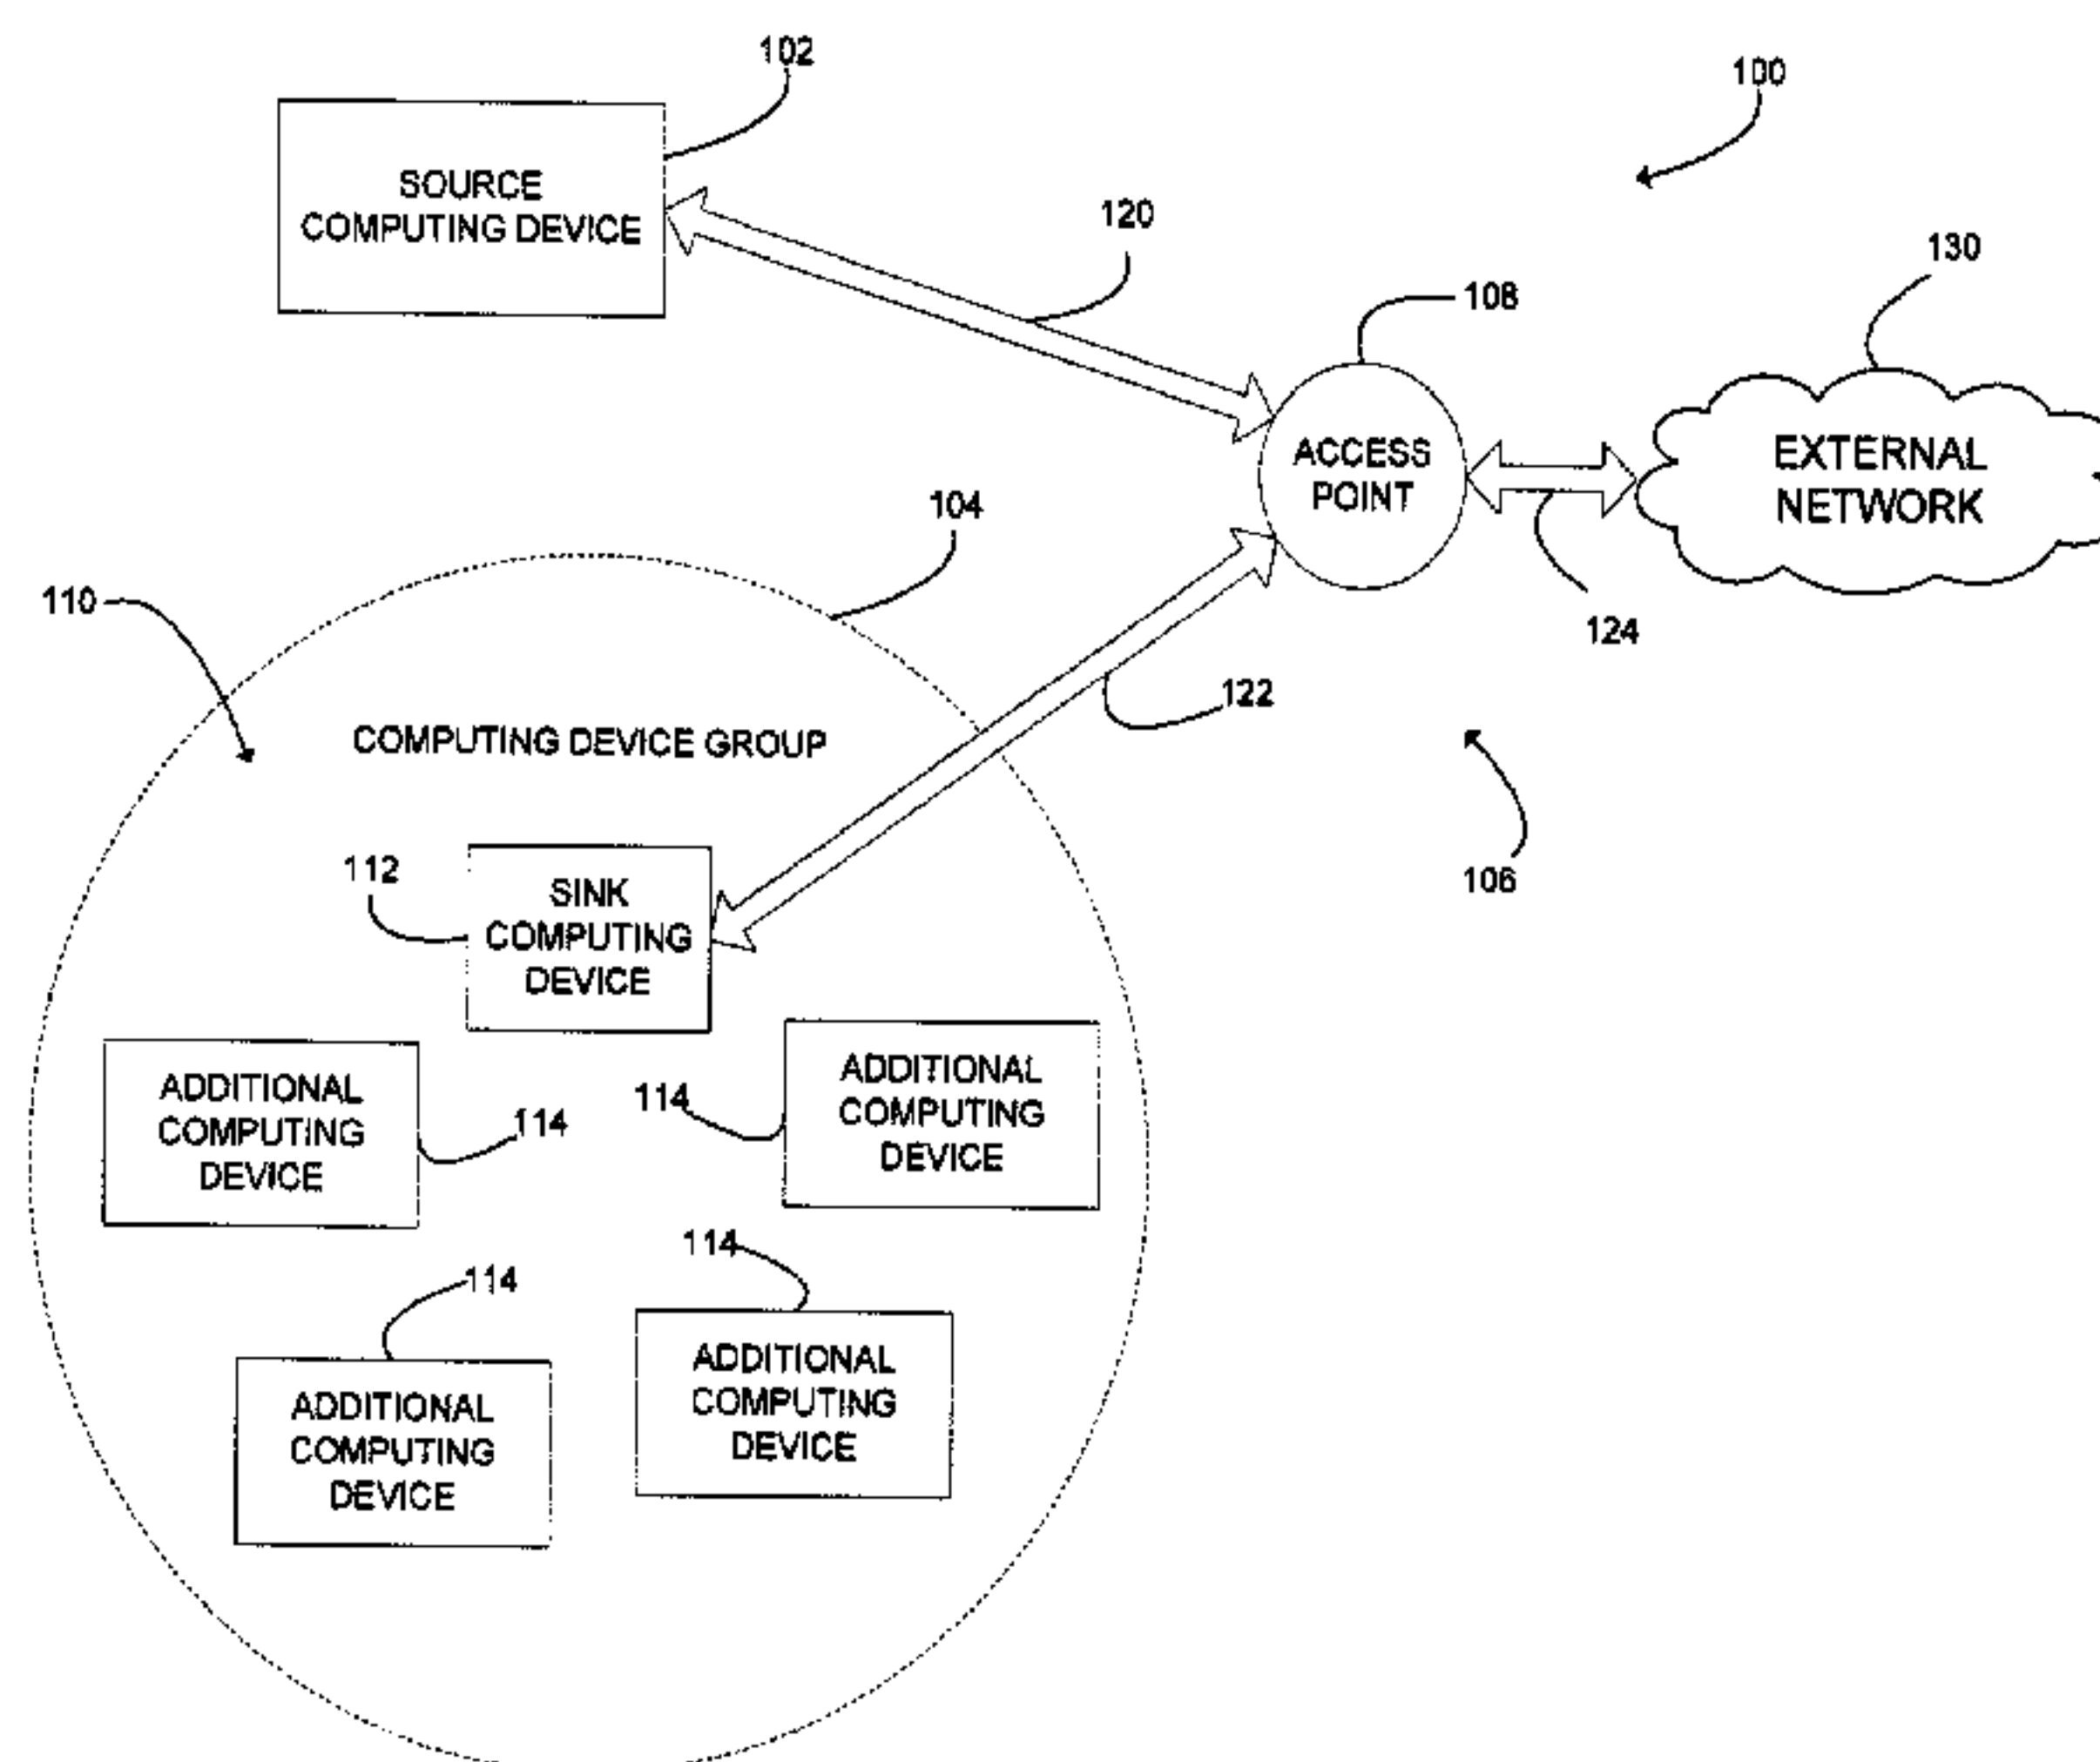 102
100
SOURCE
COMPUTING DEVICE
120
130
108
ACCESS
POINT
EXTERNAL
NETWORK
104
110
124
122
COMPUTING DEVICE GROUP
112
SINK
COMPUTING
DEVICE
106
ADDITIONAL
COMPUTING
DEVICE
114
114
ADDITIONAL
COMPUTING
DEVICE
114
114
ADDITIONAL
COMPUTING
DEVICE
ADDITIONAL
COMPUTING
DEVICE